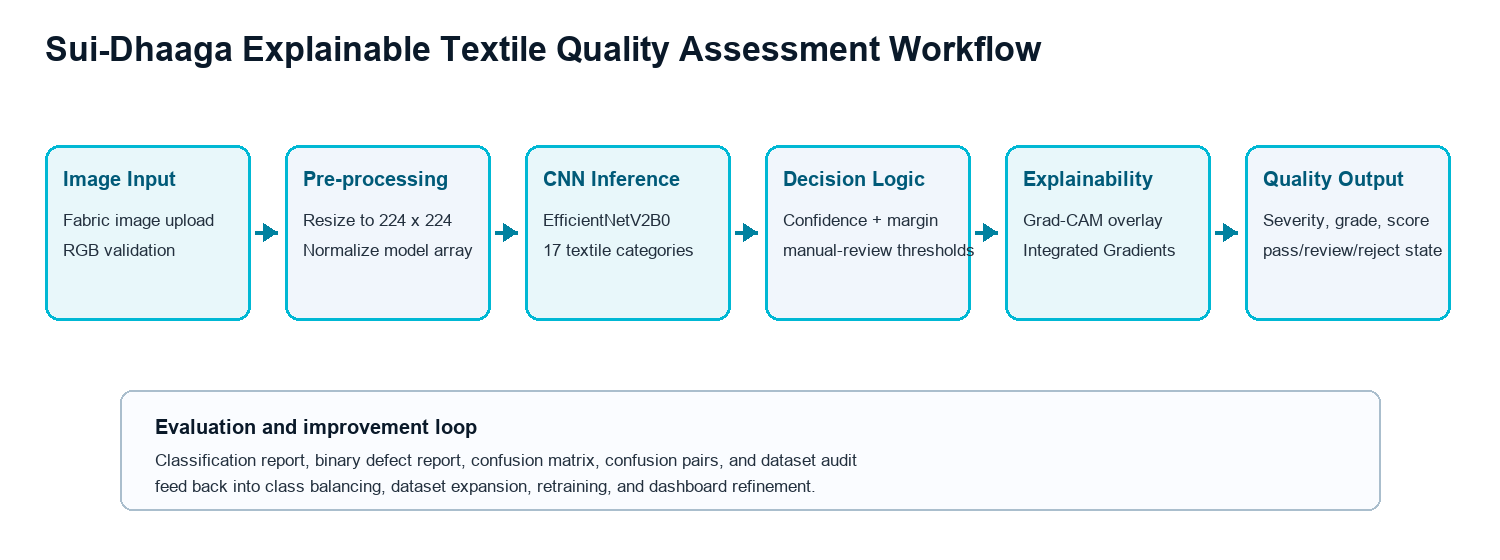 Sui-Dhaaga Explainable Textile Quality Assessment Workflow
Image Input
Fabric image upload
RGB validation
Pre-processing
Resize to 224 x 224
Normalize model array
CNN Inference
EfficientNetV2B0
17 textile categories
Decision Logic
Confidence + margin
manual-review thresholds
Explainability
Grad-CAM overlay
Integrated Gradients
Quality Output
Severity, grade, score
pass/review/reject state
Evaluation and improvement loop
Classification report, binary defect report, confusion matrix, confusion pairs, and dataset audit
feed back into class balancing, dataset expansion, retraining, and dashboard refinement.